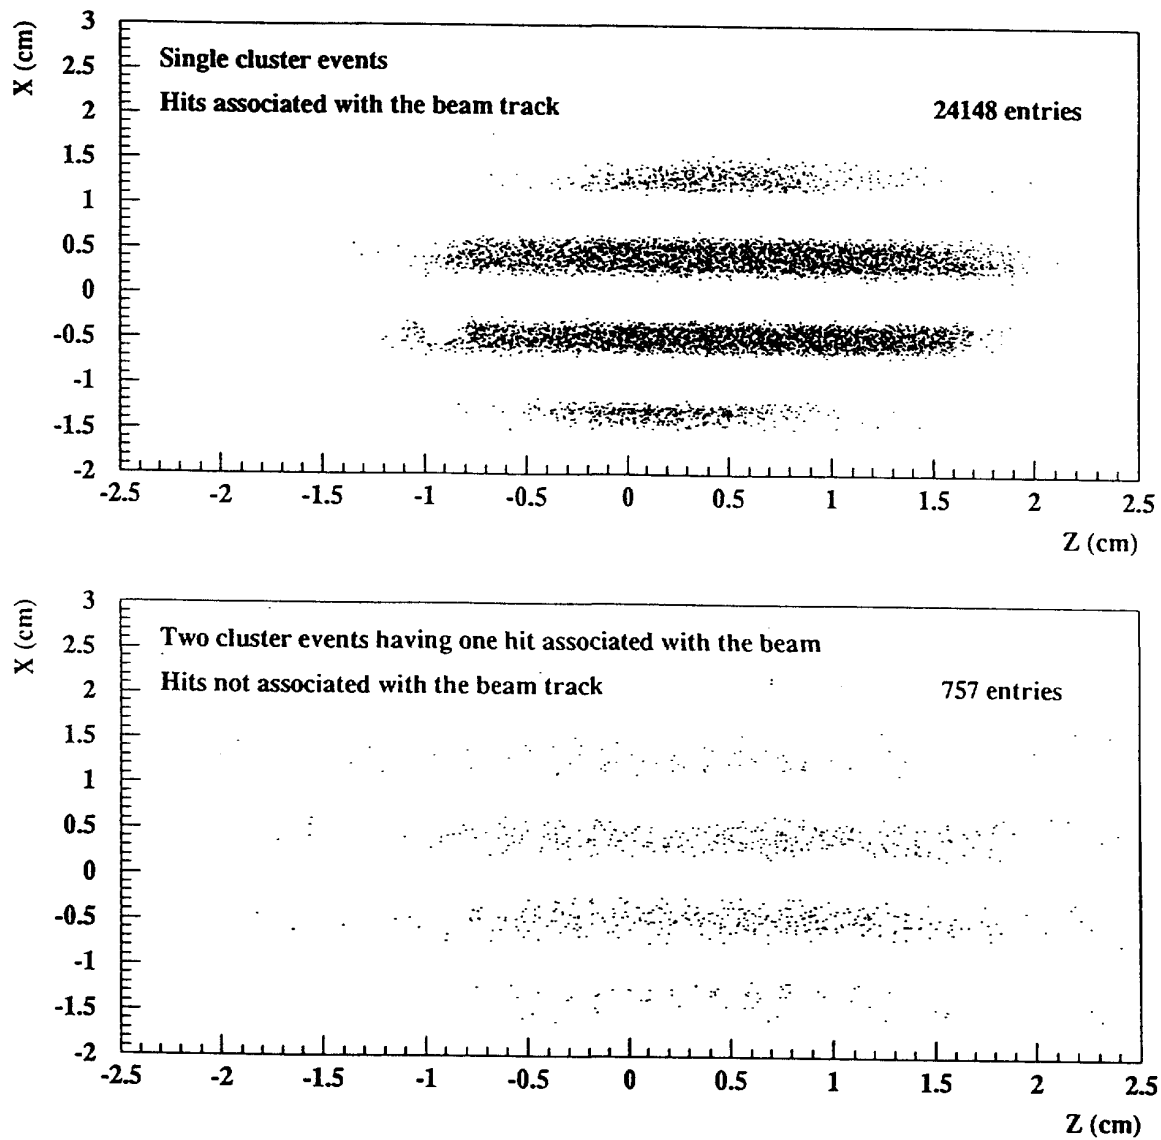 X (cm)
3
2.5
2
1.5
1
0.5
0
-0.5
-1
-1.5
-2
Single cluster events
Hits associated with the beam track
24148 entries
-2.5 -2 -1.5 -1 -0.5 0 0.5 1 1.5 2 2.5
Z (cm)
X (cm)
3
2.5
2
1.5
1
0.5
0
-0.5
-1
-1.5
-2
Two cluster events having one hit associated with the beam
Hits not associated with the beam track
757 entries
-2.5 -2 -1.5 -1 -0.5 0 0.5 1 1.5 2 2.5
Z (cm)